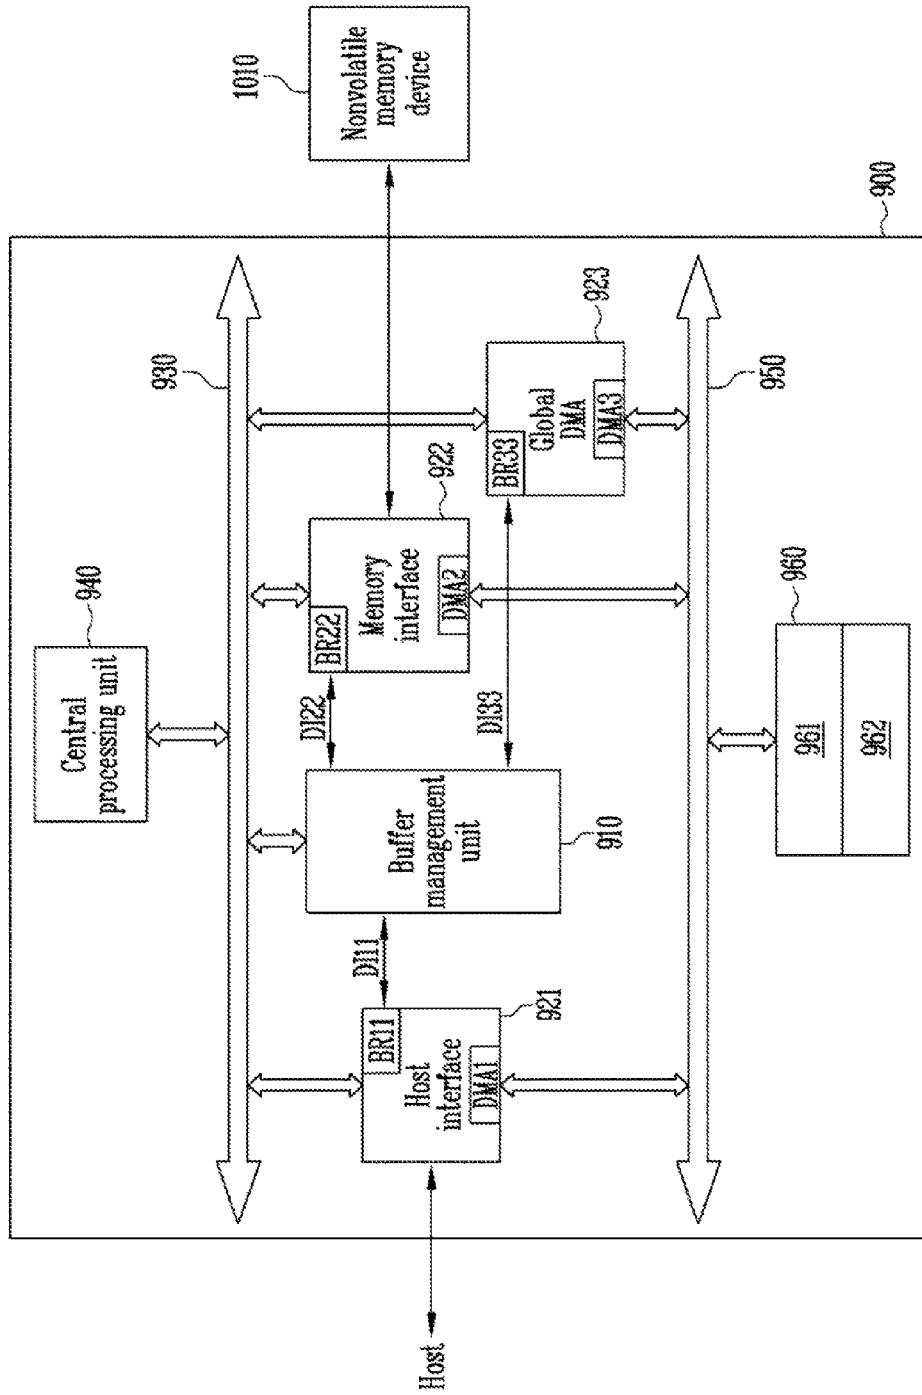 940
Central
processing unit
930
1010
Nonvolatile
memory
device
Host
BR11
Host
interface
DMA1
921
DI11
Buffer
management
unit
910
DI22
BR22
Memory
interface
DMA2
922
DI33
BR33
Global
DMA
DMA3
923
950
900
960
961
962